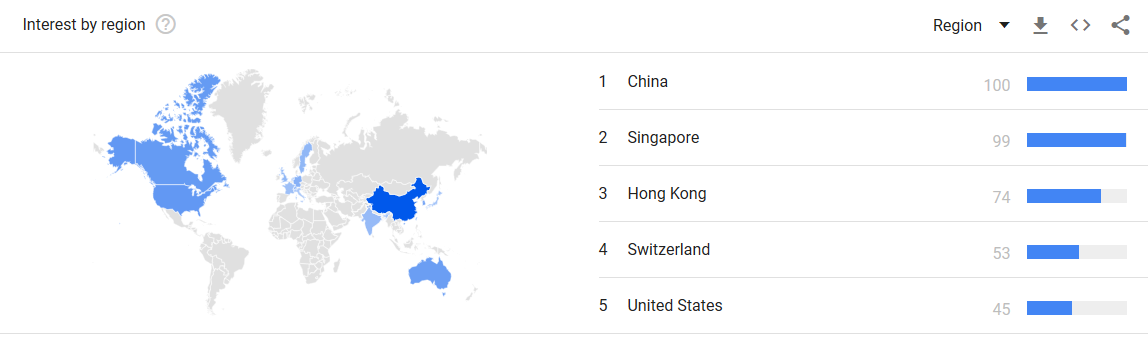 Interest by region
Region
1 China 100
2 Singapore 99
3 Hong Kong 74
4 Switzerland 53
5 United States 45